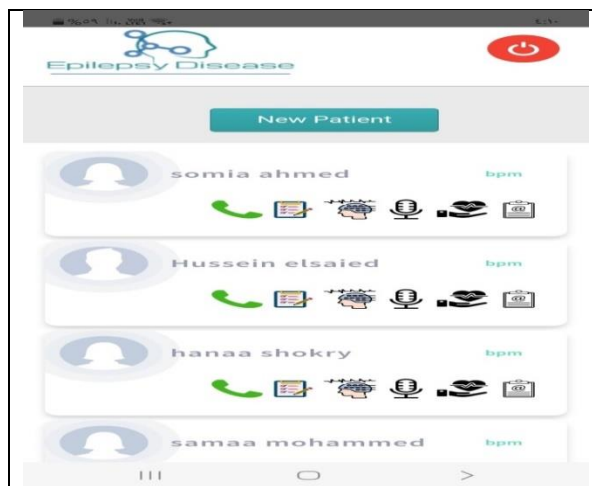 Epilepsy Disease
New Patient
somia ahmed
bpm
Hussein elsaied
bpm
hanaa shokry
bpm
samaa mohammed
bpm